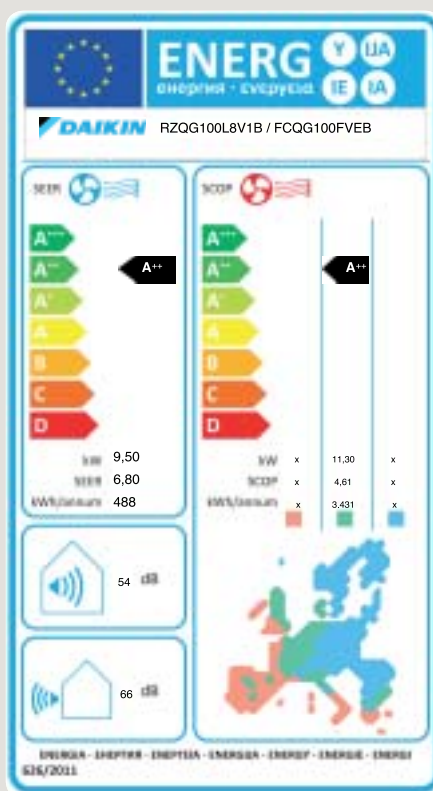 ENERG Y IJA
енергия · ενεργεια IE IA
DAIKIN RZQG100L8V1B / FCQG100FVEB
SEER
SCOP
A+++
A++
A++
A+
A
B
C
D
A+++
A++
A++
A+
A
B
C
D
kW 9,50
SEER 6,80
kWh/annum 488
kW x 11,30 x
SCOP x 4,61 x
kWh/annum x 3.431 x
54 dB
66 dB
ENERGIA - ЕНЕРГИЯ - ΕΝΕΡΓΕΙΑ - ENERGIJA - ENERGY - ENERGIE - ENERGI
626/2011